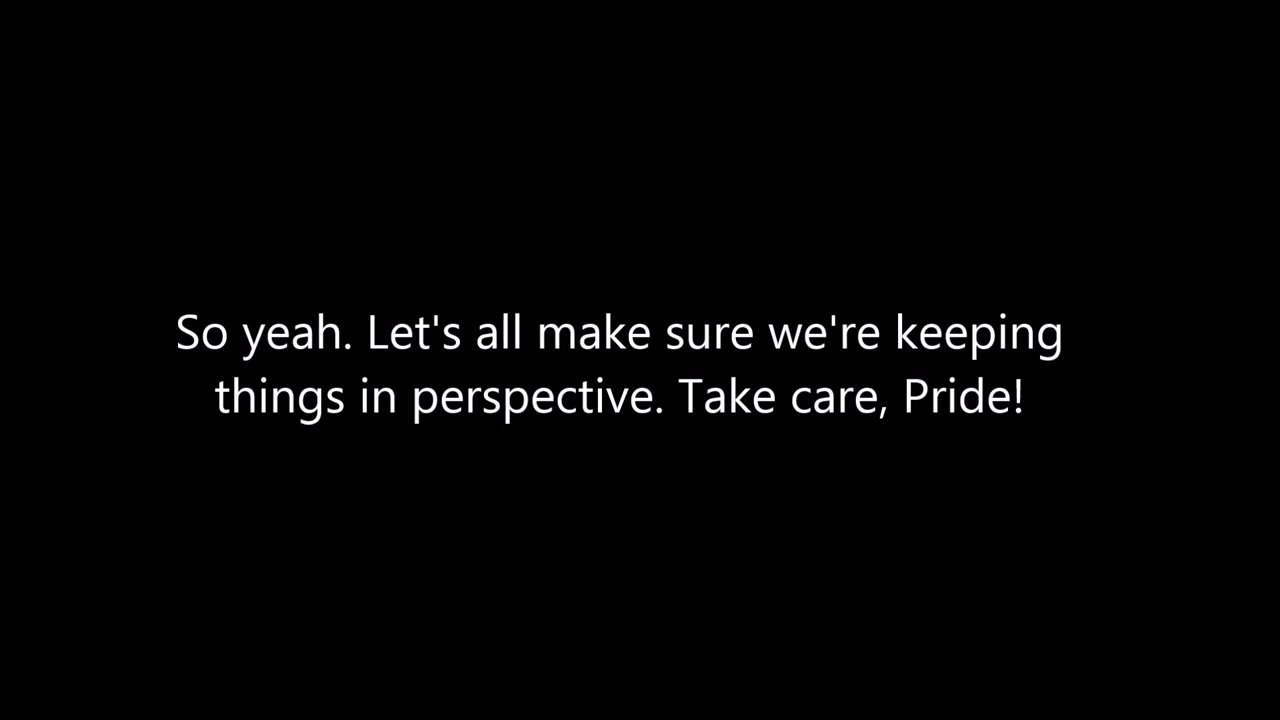 So yeah. Let's all make sure we're keeping
things in perspective. Take care, Pride!